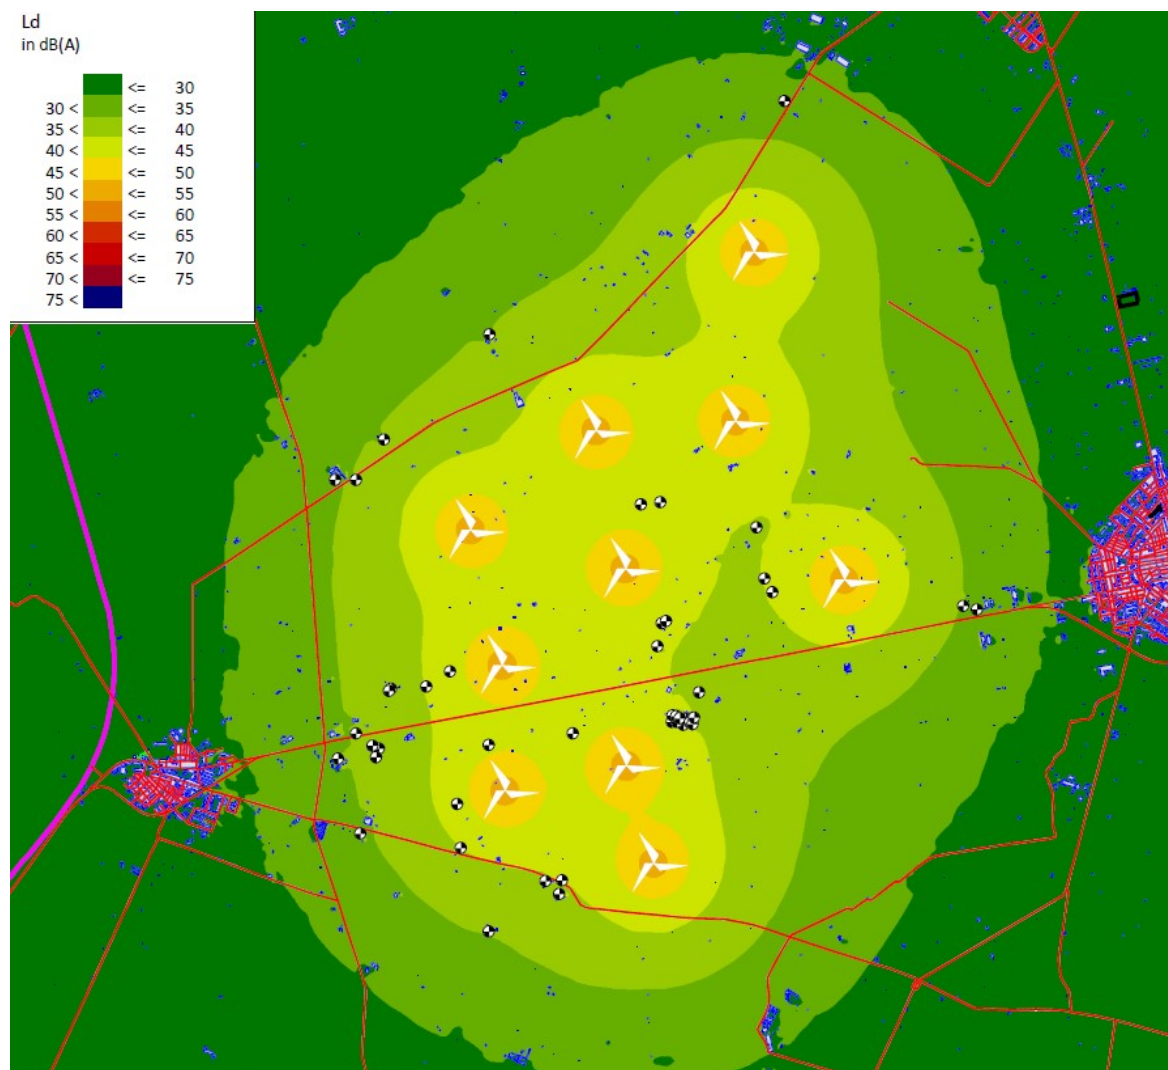 Ld
in dB(A)
<= 30
30 < <= 35
35 < <= 40
40 < <= 45
45 < <= 50
50 < <= 55
55 < <= 60
60 < <= 65
65 < <= 70
70 < <= 75
75 <